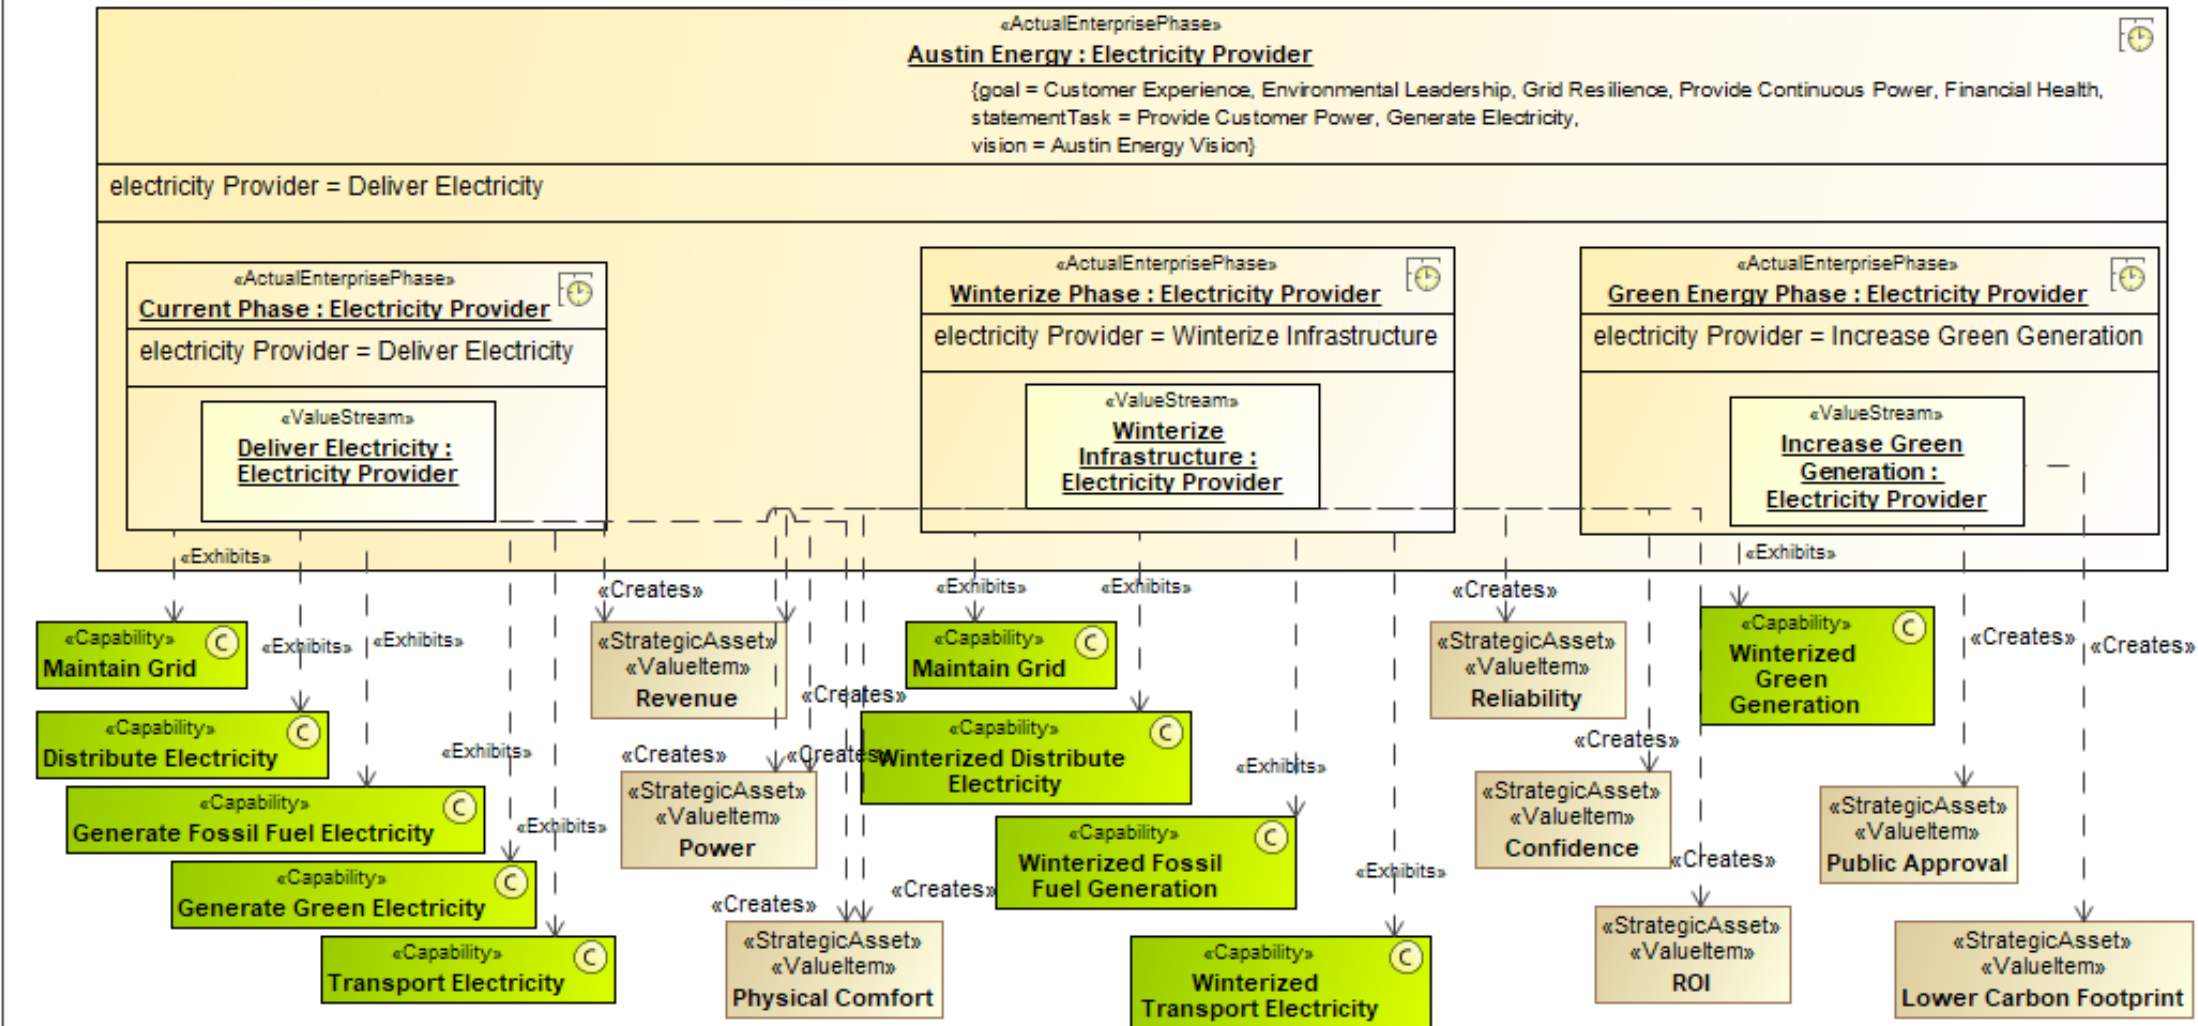 «ActualEnterprisePhase»
Austin Energy : Electricity Provider
{goal = Customer Experience, Environmental Leadership, Grid Resilience, Provide Continuous Power, Financial Health,
statementTask = Provide Customer Power, Generate Electricity,
vision = Austin Energy Vision}
electricity Provider = Deliver Electricity
«ActualEnterprisePhase»
Current Phase : Electricity Provider
electricity Provider = Deliver Electricity
«ValueStream»
Deliver Electricity :
Electricity Provider
«ActualEnterprisePhase»
Winterize Phase : Electricity Provider
electricity Provider = Winterize Infrastructure
«ValueStream»
Winterize
Infrastructure :
Electricity Provider
«ActualEnterprisePhase»
Green Energy Phase : Electricity Provider
electricity Provider = Increase Green Generation
«ValueStream»
Increase Green
Generation :
Electricity Provider
«Exhibits»
«Exhibits»
«Exhibits»
«Exhibits»
«Exhibits»
«Capability»
C
Maintain Grid
«Capability»
C
Distribute Electricity
«Capability»
C
Generate Fossil Fuel Electricity
«Capability»
C
Generate Green Electricity
«Capability»
C
Transport Electricity
«Creates»
«StrategicAsset»
«ValueItem»
Revenue
«Creates»
«Creates»
«Creates»
«StrategicAsset»
«ValueItem»
Power
«Creates»
«Creates»
«StrategicAsset»
«ValueItem»
Physical Comfort
«Exhibits»
«Exhibits»
«Exhibits»
«Exhibits»
«Capability»
C
Maintain Grid
«Capability»
C
Winterized Distribute
Electricity
«Capability»
C
Winterized Fossil
Fuel Generation
«Capability»
C
Winterized
Transport Electricity
«Creates»
«StrategicAsset»
«ValueItem»
Reliability
«Creates»
«StrategicAsset»
«ValueItem»
Confidence
«Creates»
«StrategicAsset»
«ValueItem»
ROI
«Exhibits»
«Capability»
C
Winterized
Green
Generation
«Creates»
«StrategicAsset»
«ValueItem»
Public Approval
«Creates»
«StrategicAsset»
«ValueItem»
Lower Carbon Footprint